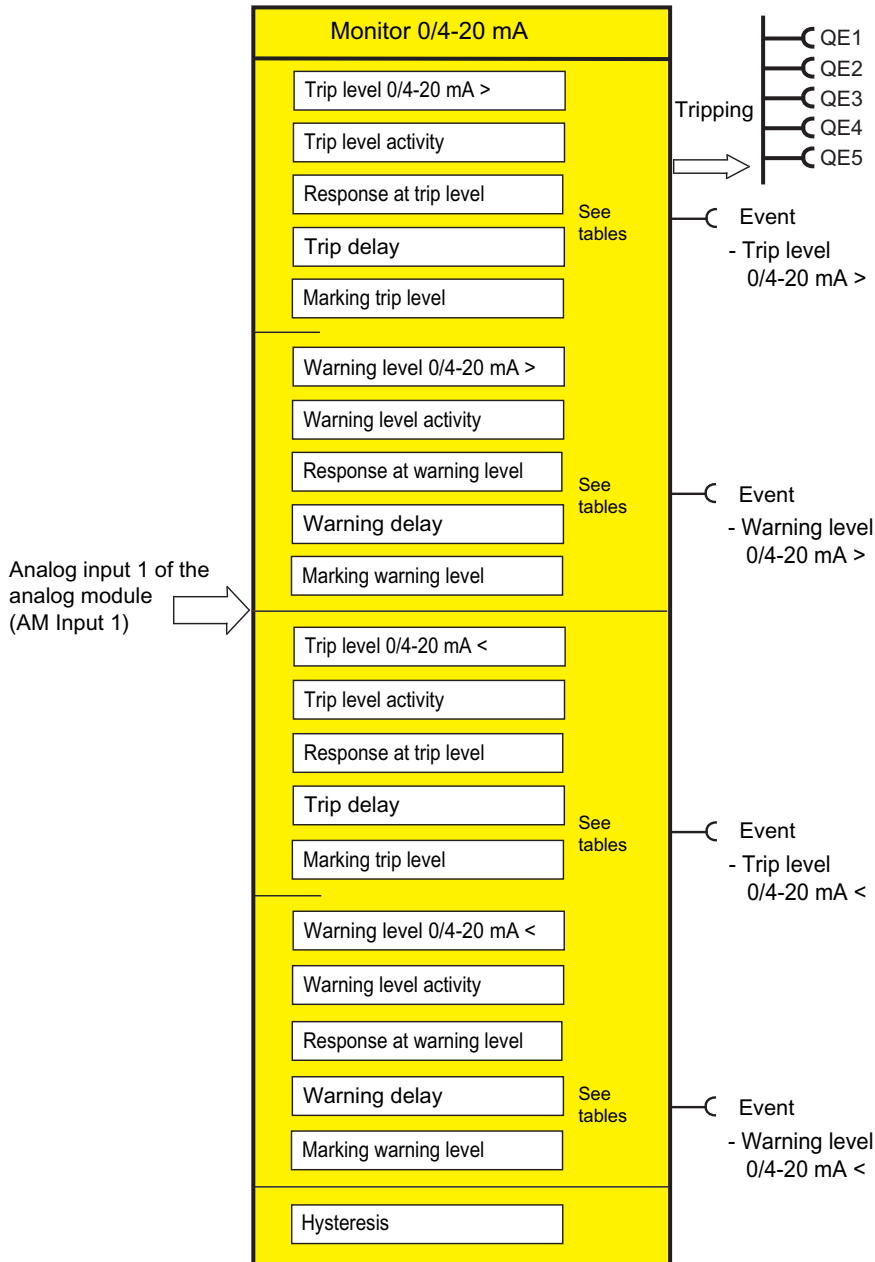 Monitor 0/4-20 mA
Trip level 0/4-20 mA >
Trip level activity
Response at trip level
Trip delay
Marking trip level
See
tables
Warning level 0/4-20 mA >
Warning level activity
Response at warning level
Warning delay
Marking warning level
See
tables
Analog input 1 of the
analog module
(AM Input 1)
Trip level 0/4-20 mA <
Trip level activity
Response at trip level
Trip delay
Marking trip level
See
tables
Warning level 0/4-20 mA <
Warning level activity
Response at warning level
Warning delay
Marking warning level
See
tables
Hysteresis
Tripping
QE1
QE2
QE3
QE4
QE5
Event
- Trip level
0/4-20 mA >
Event
- Warning level
0/4-20 mA >
Event
- Trip level
0/4-20 mA <
Event
- Warning level
0/4-20 mA <